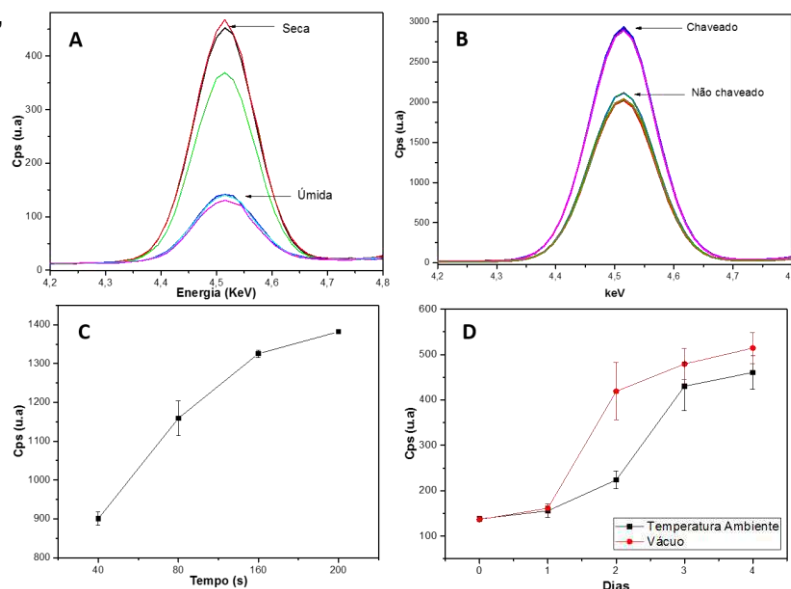 A
Seca
Úmida
Cps (u.a)
400
300
200
100
0
4,2
4,3
4,4
4,5
4,6
4,7
4,8
Energia (KeV)
B
Chaveado
Não chaveado
Cps (u.a)
3000
2500
2000
1500
1000
500
0
4,2
4,3
4,4
4,5
4,6
4,7
keV
C
Cps (u.a)
1400
1300
1200
1100
1000
900
800
40
80
160
200
Tempo (s)
D
Cps (u.a)
600
500
400
300
200
100
Temperatura Ambiente
Vácuo
0
1
2
3
4
Dias